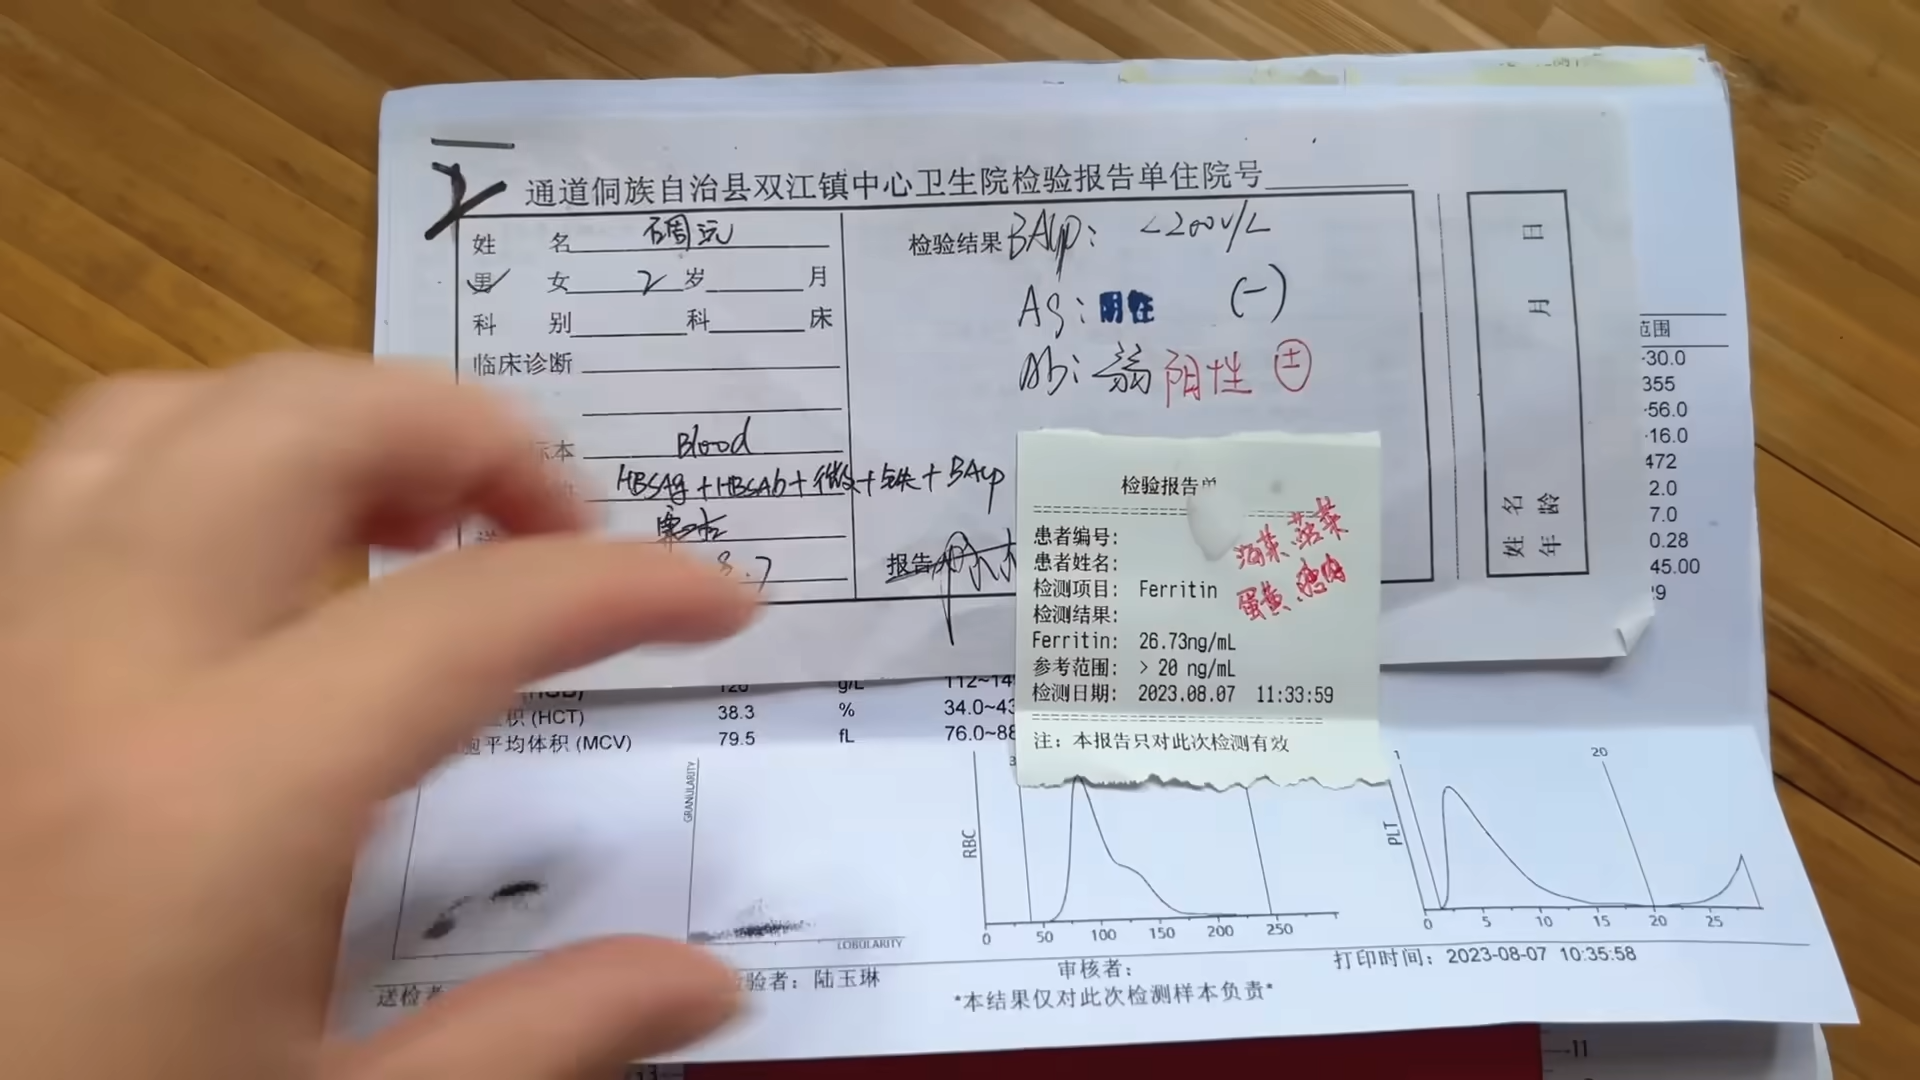 通道侗族自治县双江镇中心卫生院检验报告单住院号
姓 名
男 女 2 岁 月
科 别 科 床
临床诊断
标本 Blood
HBSAg+HBSAb+微+铁+BALP
8.7
检验结果 BALP: <200U/L
Ag: 阴性 (-)
Ab: 弱阳性 ±
报告
检验报告单
患者编号:
患者姓名:
检测项目: Ferritin
检测结果:
Ferritin: 26.73ng/mL
参考范围: > 20 ng/mL
检测日期: 2023.08.07 11:33:59
注: 本报告只对此次检测有效
菠菜
蛋黄、瘦肉
日
月
姓名
年龄
范围
-30.0
355
-56.0
-16.0
472
2.0
7.0
0.28
45.00
g/L
积 (HCT) 38.3 % 34.0~43
胞平均体积 (MCV) 79.5 fL 76.0~88
GRANULARITY
LOBULARITY
RBC
0 50 100 150 200 250
PLT
20
0 5 10 15 20 25
送检者
验者: 陆玉琳
审核者:
打印时间: 2023-08-07 10:35:58
*本结果仅对此次检测样本负责*
11
13